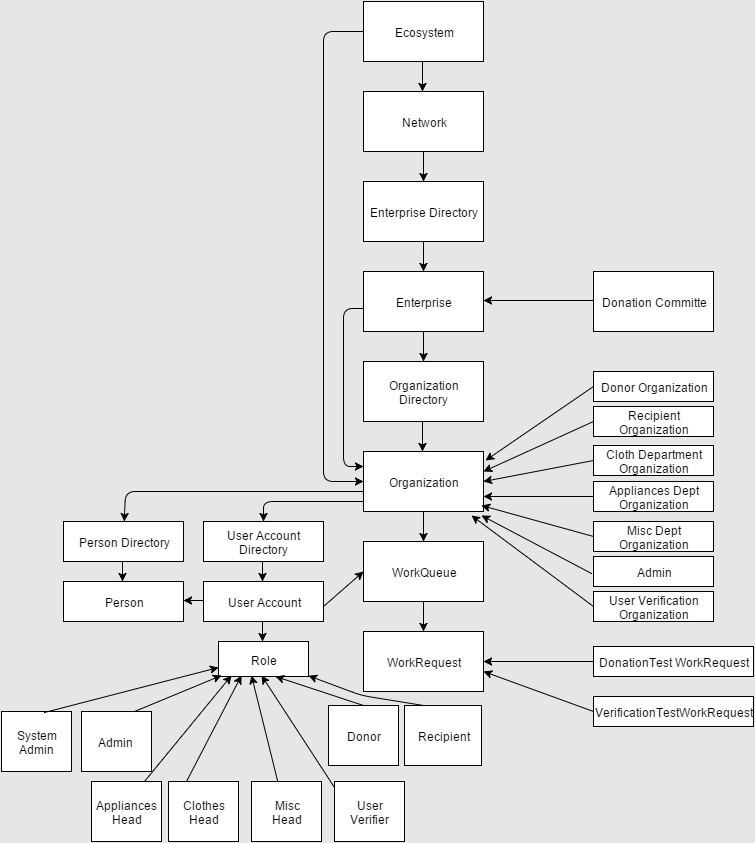 Ecosystem
Network
Enterprise Directory
Enterprise
Donation Committe
Organization
Directory
Donor Organization
Recipient
Organization
Cloth Department
Organization
Organization
Appliances Dept
Organization
Misc Dept
Organization
Admin
User Verification
Organization
Person Directory
User Account
Directory
WorkQueue
Person
User Account
Role
WorkRequest
DonationTest WorkRequest
VerificationTestWorkRequest
System
Admin
Admin
Donor
Recipient
Appliances
Head
Clothes
Head
Misc
Head
User
Verifier